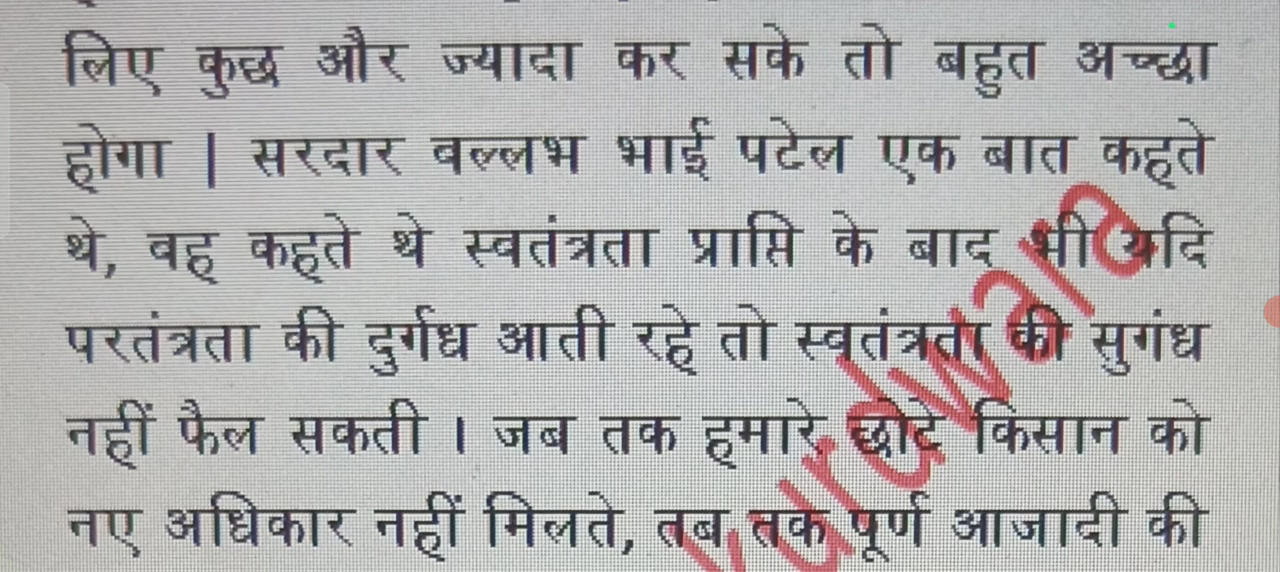 लिए कुछ और ज्यादा कर सके तो बहुत अच्छा
होगा | सरदार वल्लभ भाई पटेल एक बात कहते
थे, वह कहते थे स्वतंत्रता प्राप्ति के बाद भी यदि
परतंत्रता की दुर्गंध आती रहे तो स्वतंत्रता की सुगंध
नहीं फैल सकती । जब तक हमारे छोटे किसान को
नए अधिकार नहीं मिलते, तब तक पूर्ण आजादी की